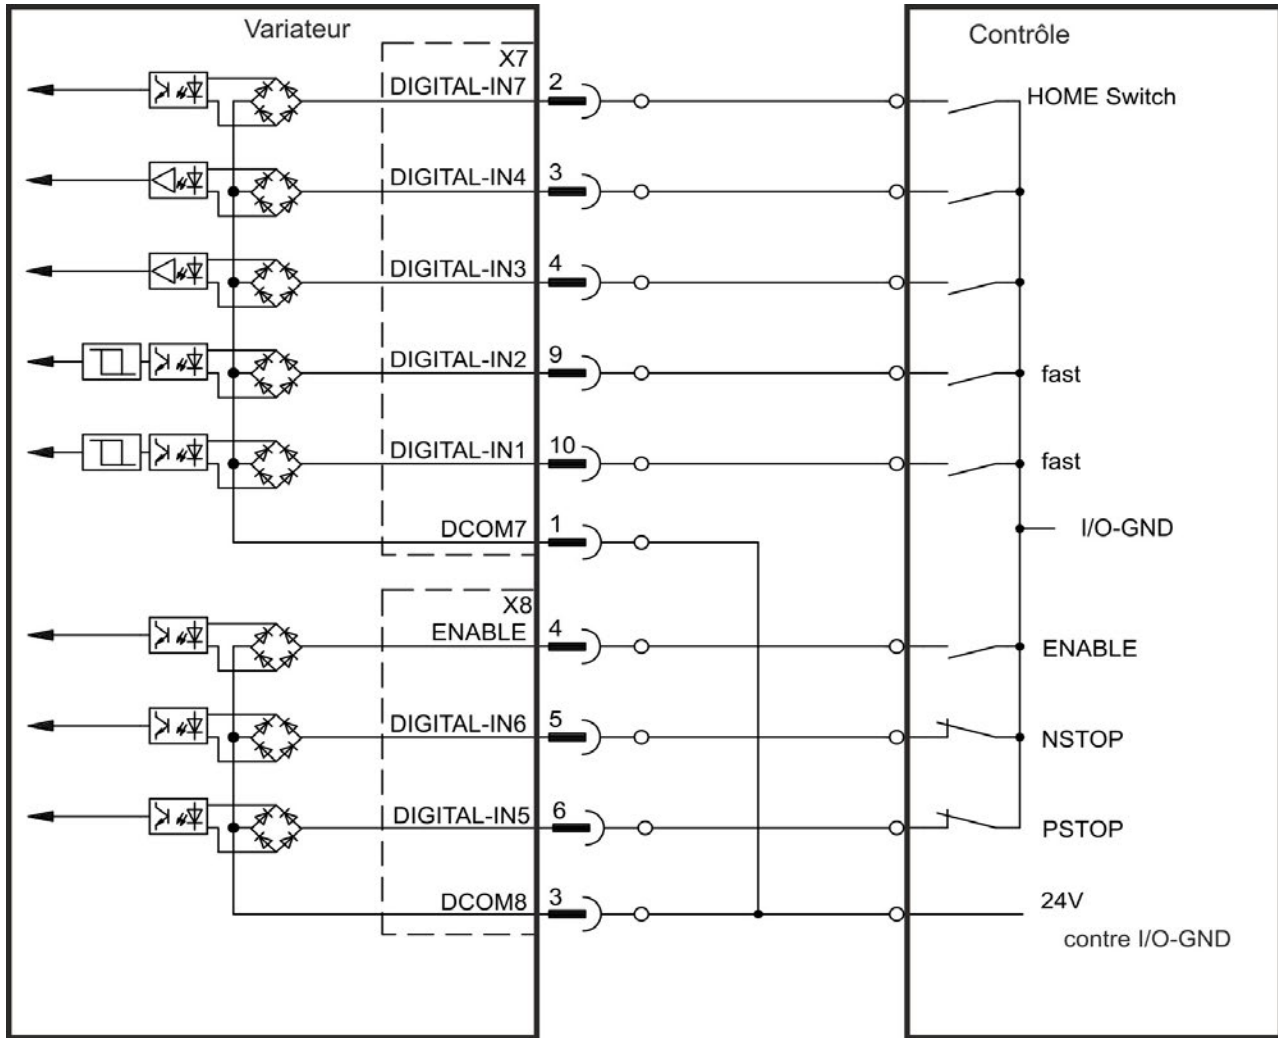 Variateur
Contrôle
X7
DIGITAL-IN7 2
HOME Switch
DIGITAL-IN4 3
DIGITAL-IN3 4
DIGITAL-IN2 9
fast
DIGITAL-IN1 10
fast
DCOM7 1
I/O-GND
X8
ENABLE 4
ENABLE
DIGITAL-IN6 5
NSTOP
DIGITAL-IN5 6
PSTOP
DCOM8 3
24V
contre I/O-GND